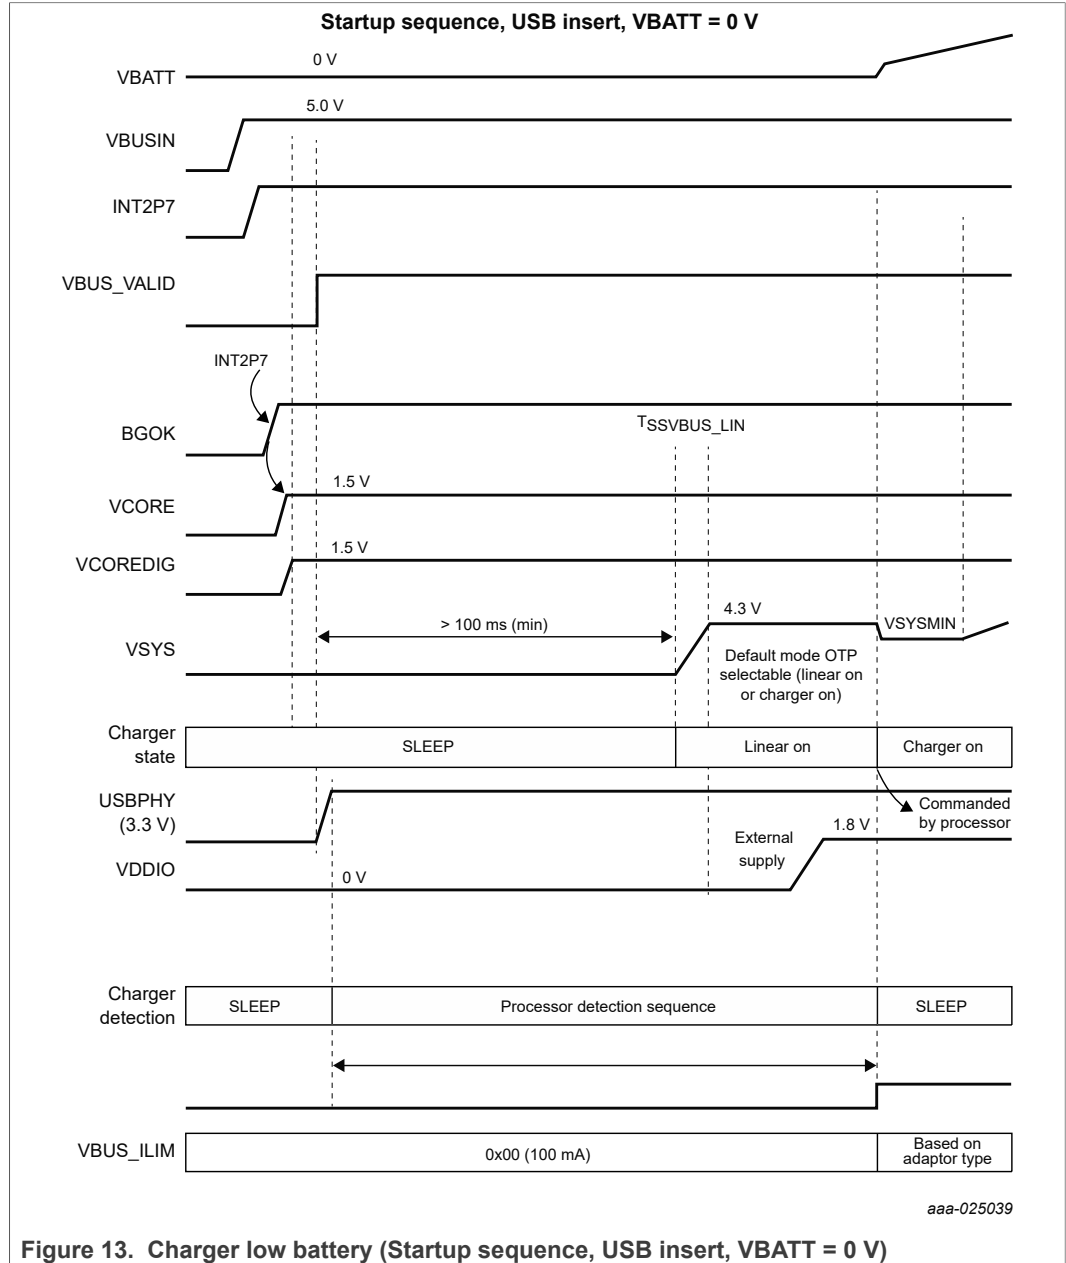 Startup sequence, USB insert, VBATT = 0 V
0 V
VBATT
5.0 V
VBUSIN
INT2P7
VBUS_VALID
INT2P7
BGOK
TSSVBUS_LIN
1.5 V
VCORE
1.5 V
VCOREDIG
> 100 ms (min)
4.3 V
VSYSMIN
VSYS
Default mode OTP
selectable (linear on
or charger on)
Charger
state
SLEEP
Linear on
Charger on
USBPHY
(3.3 V)
Commanded
by processor
1.8 V
External
supply
VDDIO
0 V
Charger
detection
SLEEP
Processor detection sequence
SLEEP
VBUS_ILIM
0x00 (100 mA)
Based on
adaptor type
aaa-025039
Figure 13. Charger low battery (Startup sequence, USB insert, VBATT = 0 V)